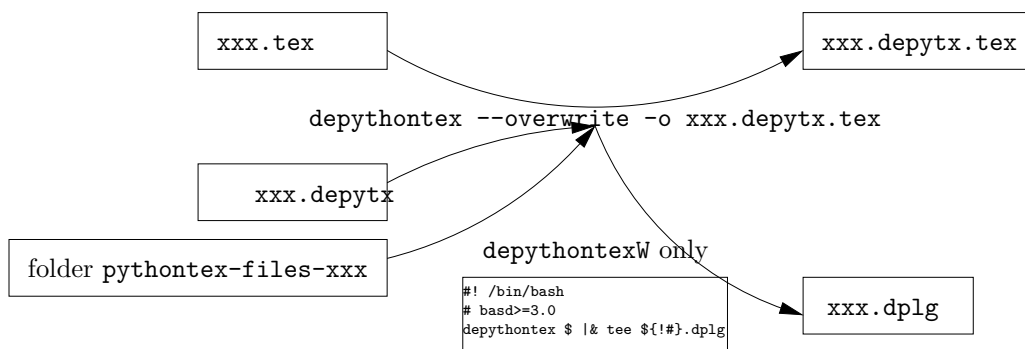 xxx.tex
xxx.depytx.tex
depythontex --overwrite -o xxx.depytx.tex
xxx.depytx
folder pythontex-files-xxx
depythontexW only
#! /bin/bash
# basd>=3.0
depythontex $ |& tee ${!#}.dplg
xxx.dplg